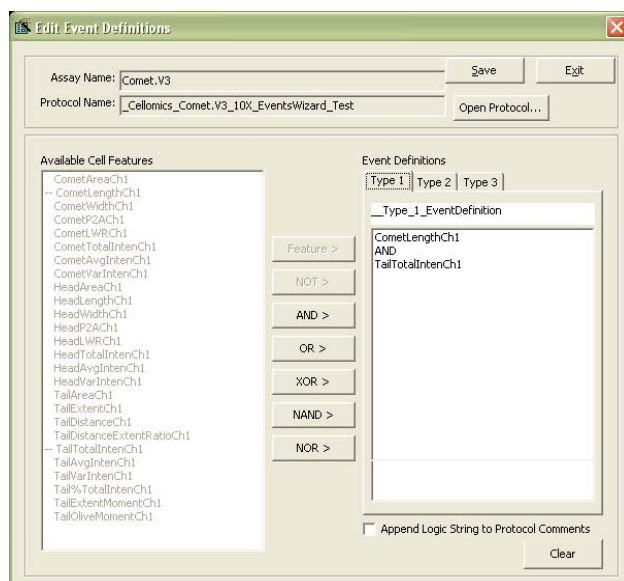 Edit Event Definitions
Assay Name: Comet.V3
Save
Exit
Protocol Name: _Cellomics_Comet.V3_10X_EventsWizard_Test
Open Protocol...
Available Cell Features
CometAreaCh1
-- CometLengthCh1
CometWidthCh1
CometP2ACh1
CometLWRCh1
CometTotalIntenCh1
CometAvgIntenCh1
CometVarIntenCh1
HeadAreaCh1
HeadLengthCh1
HeadWidthCh1
HeadP2ACh1
HeadLWRCh1
HeadTotalIntenCh1
HeadAvgIntenCh1
HeadVarIntenCh1
TailAreaCh1
TailExtentCh1
TailDistanceCh1
TailDistanceExtentRatioCh1
-- TailTotalIntenCh1
TailAvgIntenCh1
TailVarIntenCh1
Tail%TotalIntenCh1
TailExtentMomentCh1
TailOliveMomentCh1
Feature >
NOT >
AND >
OR >
XOR >
NAND >
NOR >
Event Definitions
Type 1 Type 2 Type 3
__Type_1_EventDefinition
CometLengthCh1
AND
TailTotalIntenCh1
Append Logic String to Protocol Comments
Clear